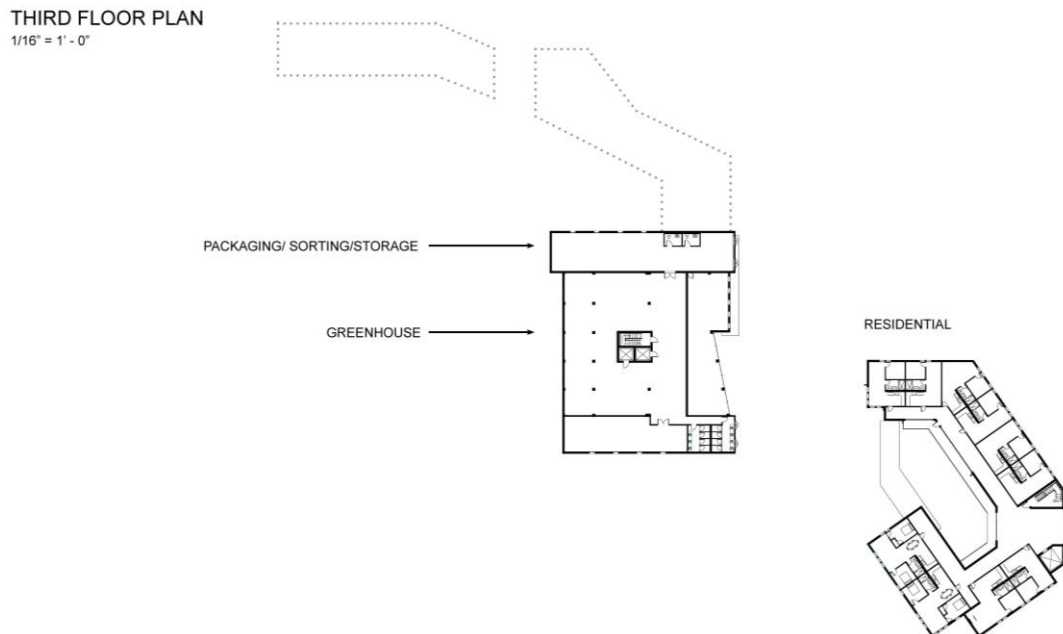 THIRD FLOOR PLAN
1/16" = 1' - 0"
PACKAGING/ SORTING/STORAGE
GREENHOUSE
RESIDENTIAL